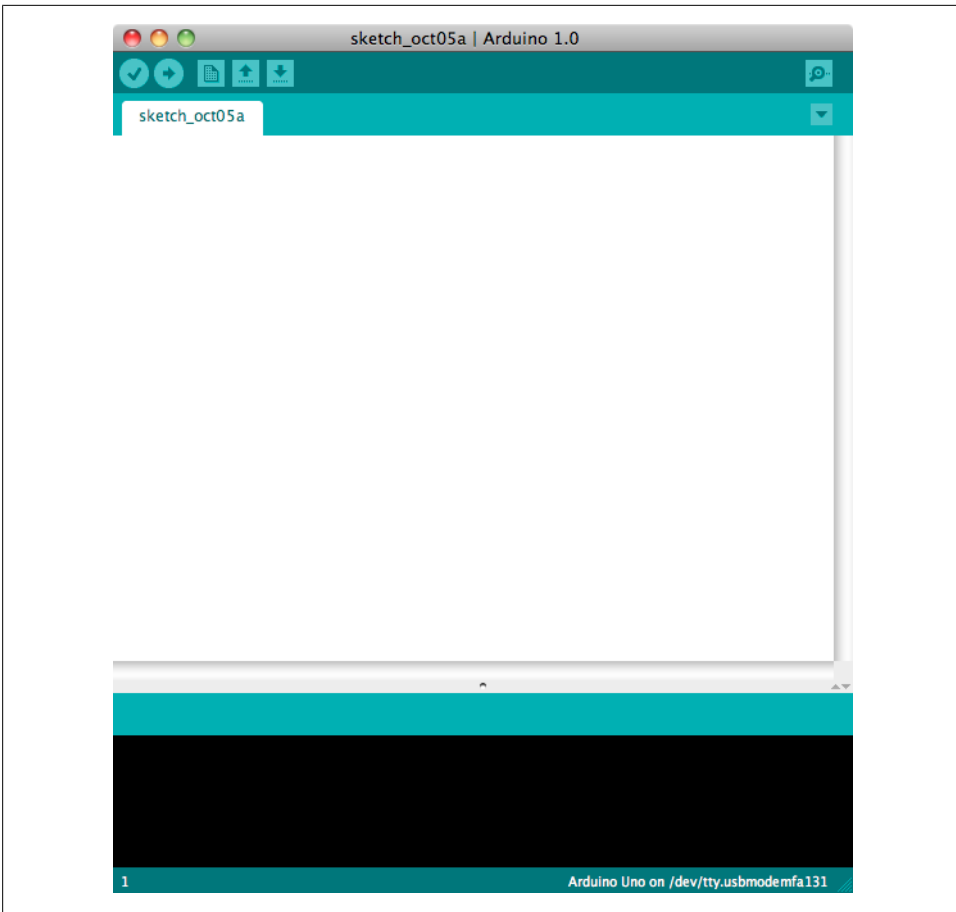 sketch_oct05a | Arduino 1.0
sketch_oct05a
1
Arduino Uno on /dev/tty.usbmodemfa131